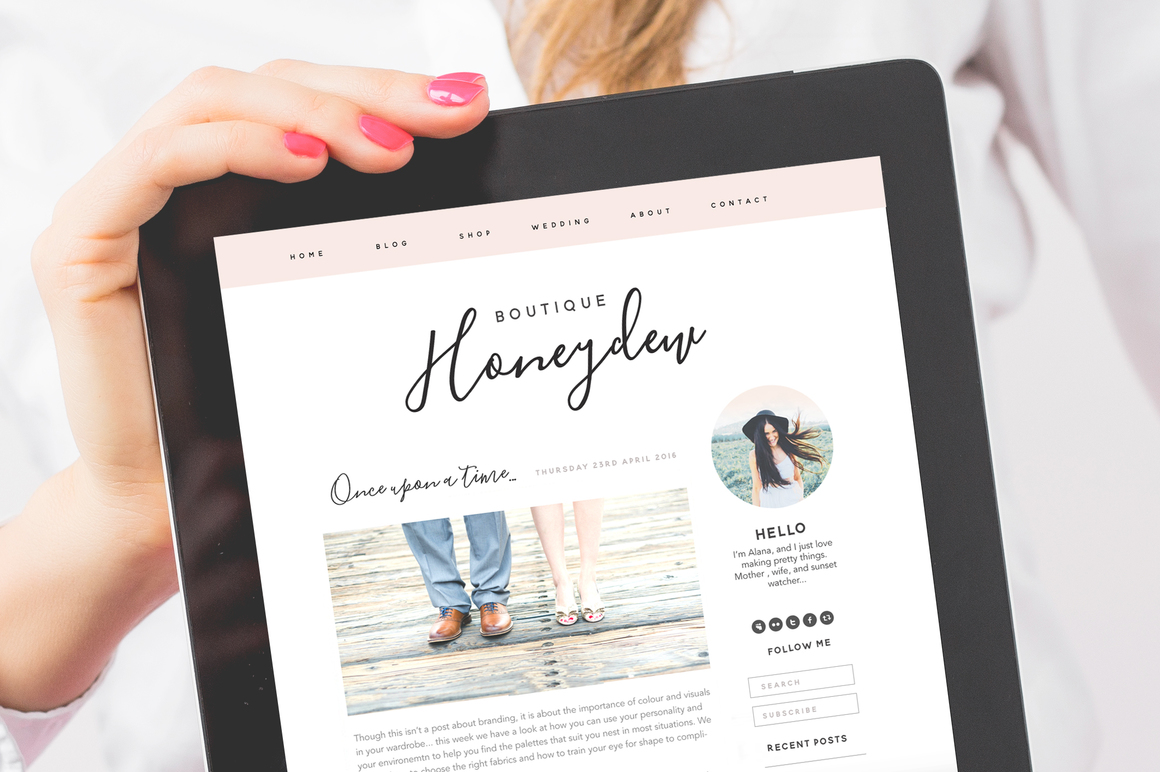 HOME BLOG SHOP WEDDING ABOUT CONTACT
BOUTIQUE
Honeydew
Once upon a time...
THURSDAY 23RD APRIL 2016
Though this isn't a post about branding, it is about the importance of colour and visuals
in your wardrobe... this week we have a look at how you can use your personality and
your environemtn to help you find the palettes that suit you nest in most situations. We
choose the right fabrics and how to train your eye for shape to compli-
HELLO
I'm Alana, and I just love
making pretty things.
Mother , wife, and sunset
watcher...
FOLLOW ME
SEARCH
SUBSCRIBE
RECENT POSTS